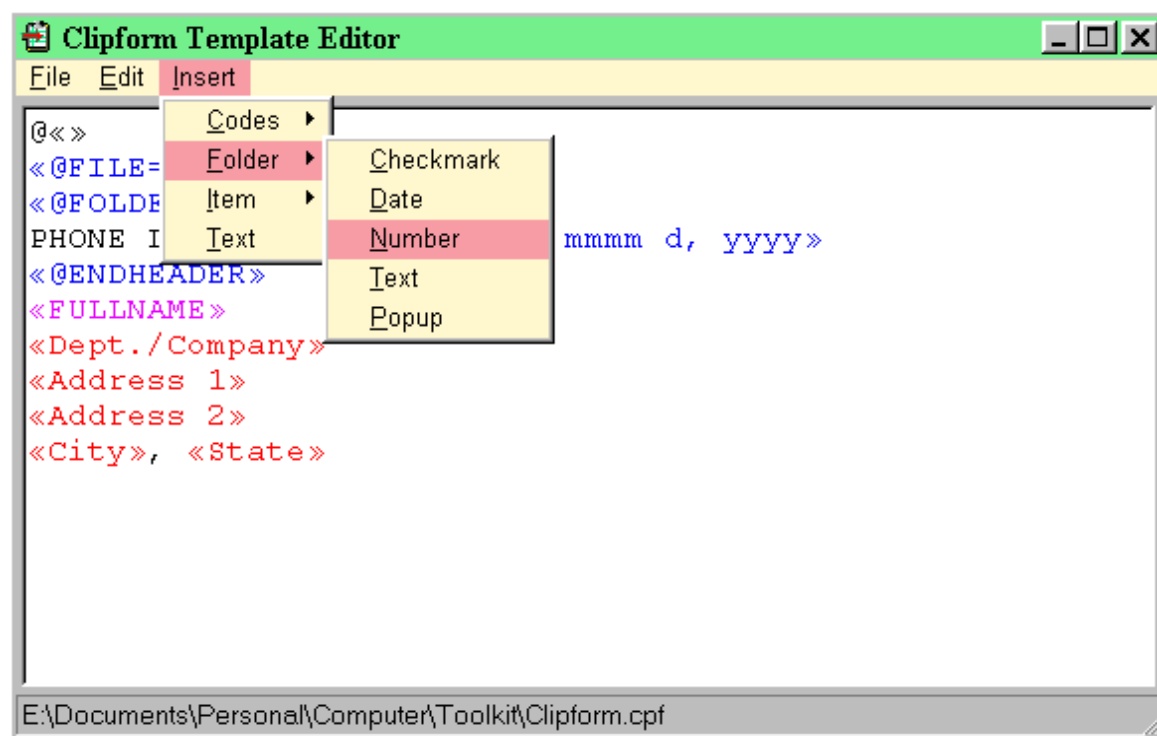 Clipform Template Editor
File Edit Insert
@«»
«@FILE=
«@FOLDE
PHONE I mmmm d, yyyy»
«@ENDHEADER»
«FULLNAME»
«Dept./Company»
«Address 1»
«Address 2»
«City», «State»
Codes
Folder
Item
Text
Checkmark
Date
Number
Text
Popup
E:\Documents\Personal\Computer\Toolkit\Clipform.cpf